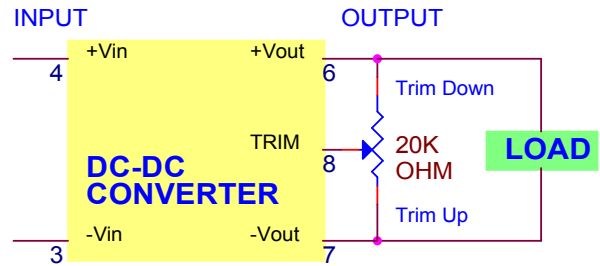 INPUT
OUTPUT
+Vin
+Vout
4
6
Trim Down
TRIM
8
20K
OHM
LOAD
DC-DC
CONVERTER
Trim Up
-Vin
-Vout
3
7